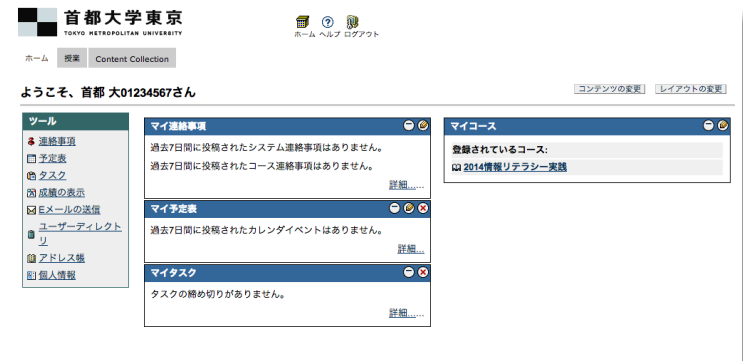 首都大学東京
TOKYO METROPOLITAN UNIVERSITY
ホーム ヘルプ ログアウト
ホーム 授業 Content Collection
ようこそ、首都 大01234567さん
コンテンツの変更 レイアウトの変更
ツール
連絡事項
予定表
タスク
成績の表示
Eメールの送信
ユーザーディレクト
リ
アドレス帳
個人情報
マイ連絡事項
過去7日間に投稿されたシステム連絡事項はありません。
過去7日間に投稿されたコース連絡事項はありません。
詳細......
マイ予定表
過去7日間に投稿されたカレンダイベントはありません。
詳細...
マイタスク
タスクの締め切りがありません。
詳細......
マイコース
登録されているコース:
2014情報リテラシー実践